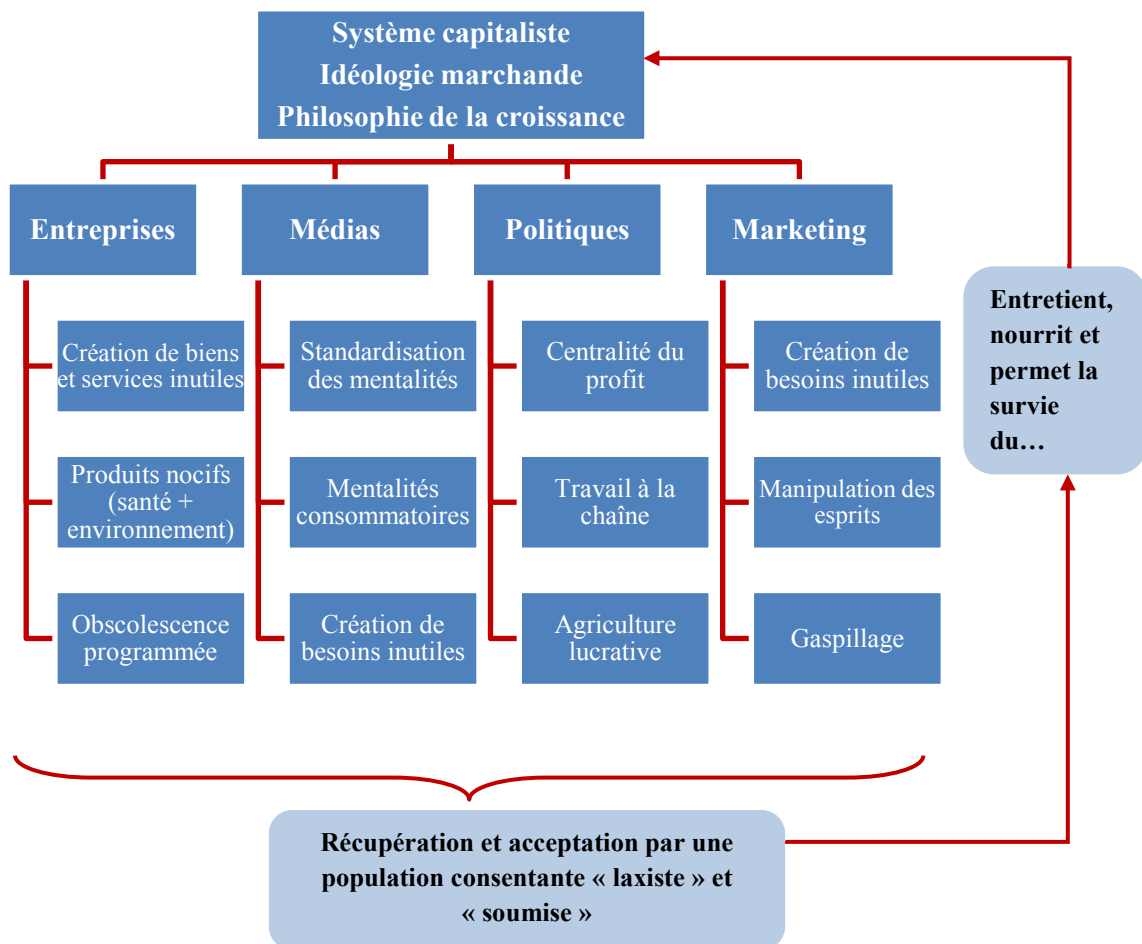 Système capitaliste
Idéologie marchande
Philosophie de la croissance
Entreprises
Médias
Politiques
Marketing
Création de biens
et services inutiles
Produits nocifs
(santé +
environnement)
Obscolescence
programmée
Standardisation
des mentalités
Mentalités
consommatoires
Création de
besoins inutiles
Centralité du
profit
Travail à la
chaîne
Agriculture
lucrative
Création de
besoins inutiles
Manipulation des
esprits
Gaspillage
Entretient,
nourrit et
permet la
survie
du…
Récupération et acceptation par une
population consentante « laxiste » et
« soumise »